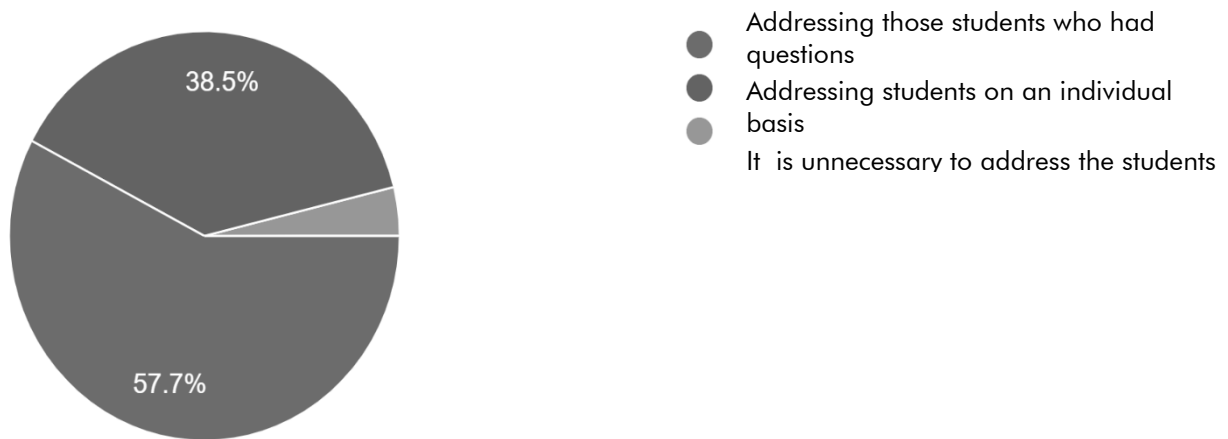 38.5%
57.7%
Addressing those students who had
questions
Addressing students on an individual
basis
It is unnecessary to address the students